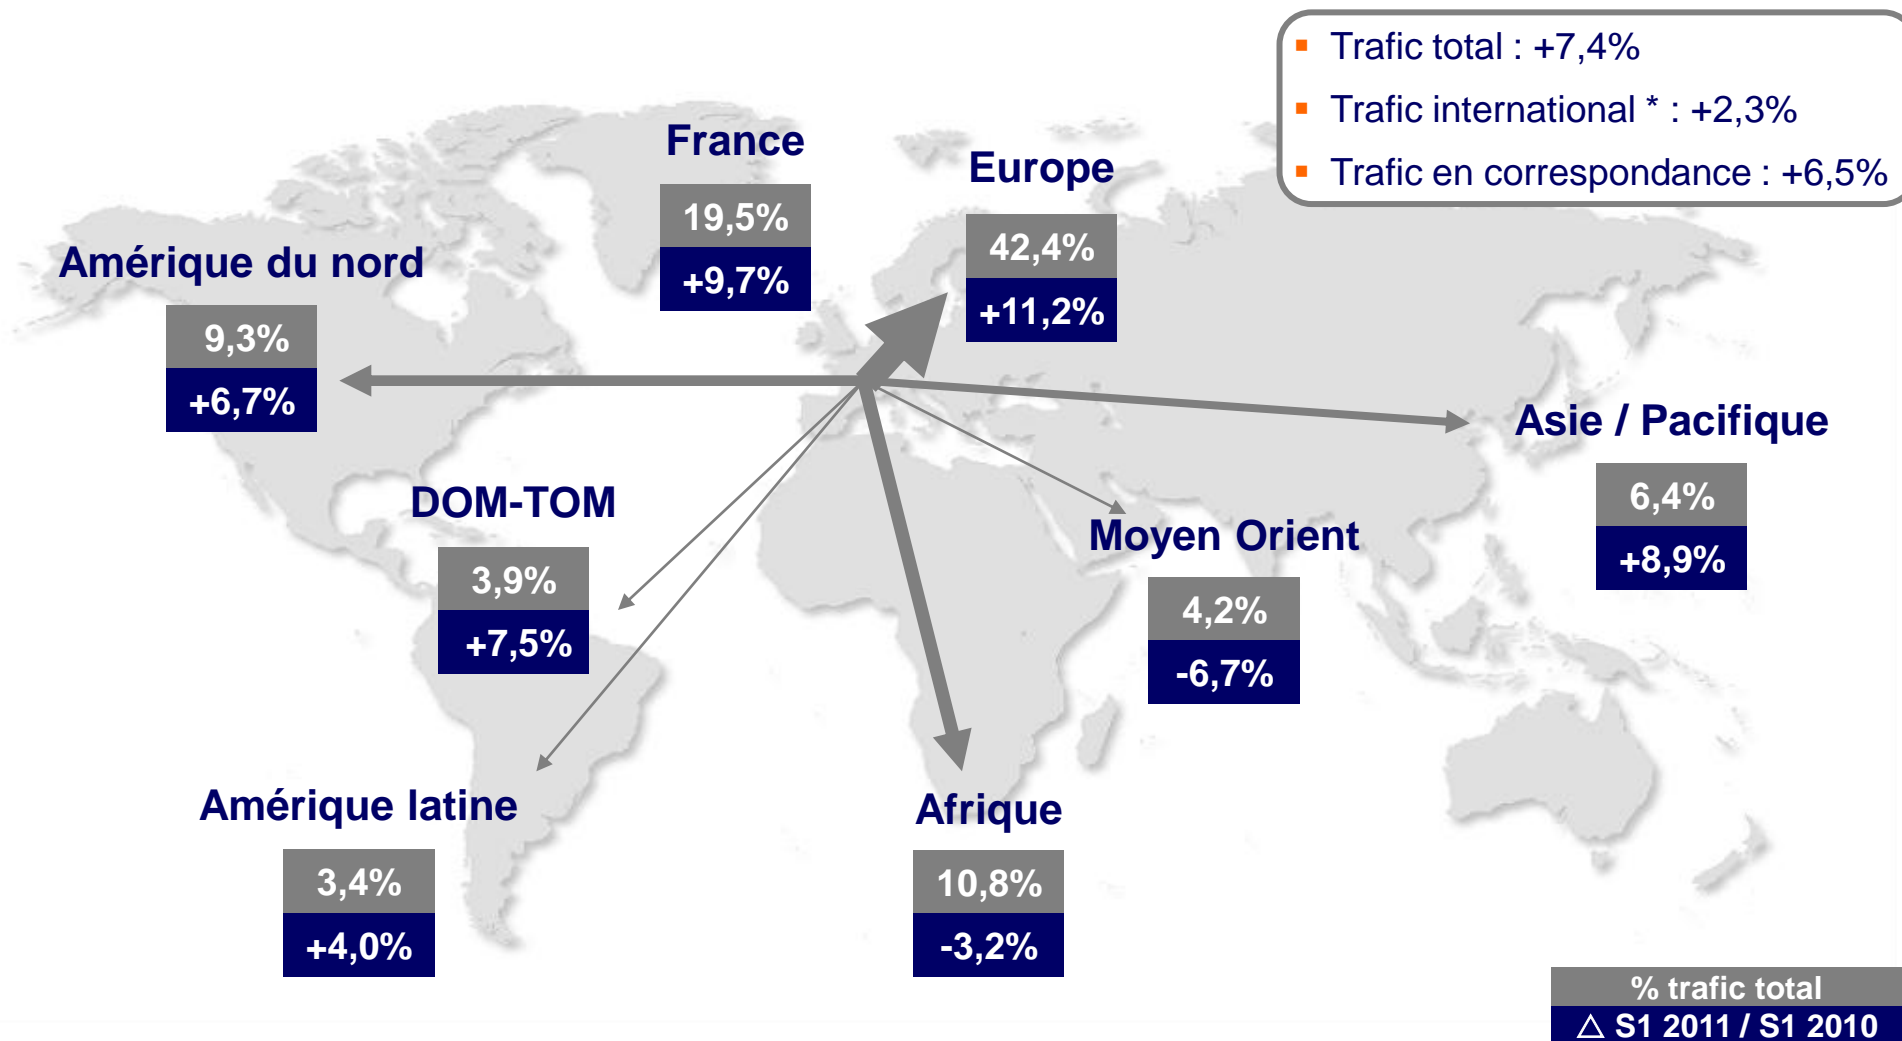 Trafic total : +7,4%
Trafic international * : +2,3%
Trafic en correspondance : +6,5%
France
19,5%
+9,7%
Europe
42,4%
+11,2%
Amérique du nord
9,3%
+6,7%
Asie / Pacifique
6,4%
+8,9%
DOM-TOM
3,9%
+7,5%
Moyen Orient
4,2%
-6,7%
Amérique latine
3,4%
+4,0%
Afrique
10,8%
-3,2%
% trafic total
△ S1 2011 / S1 2010